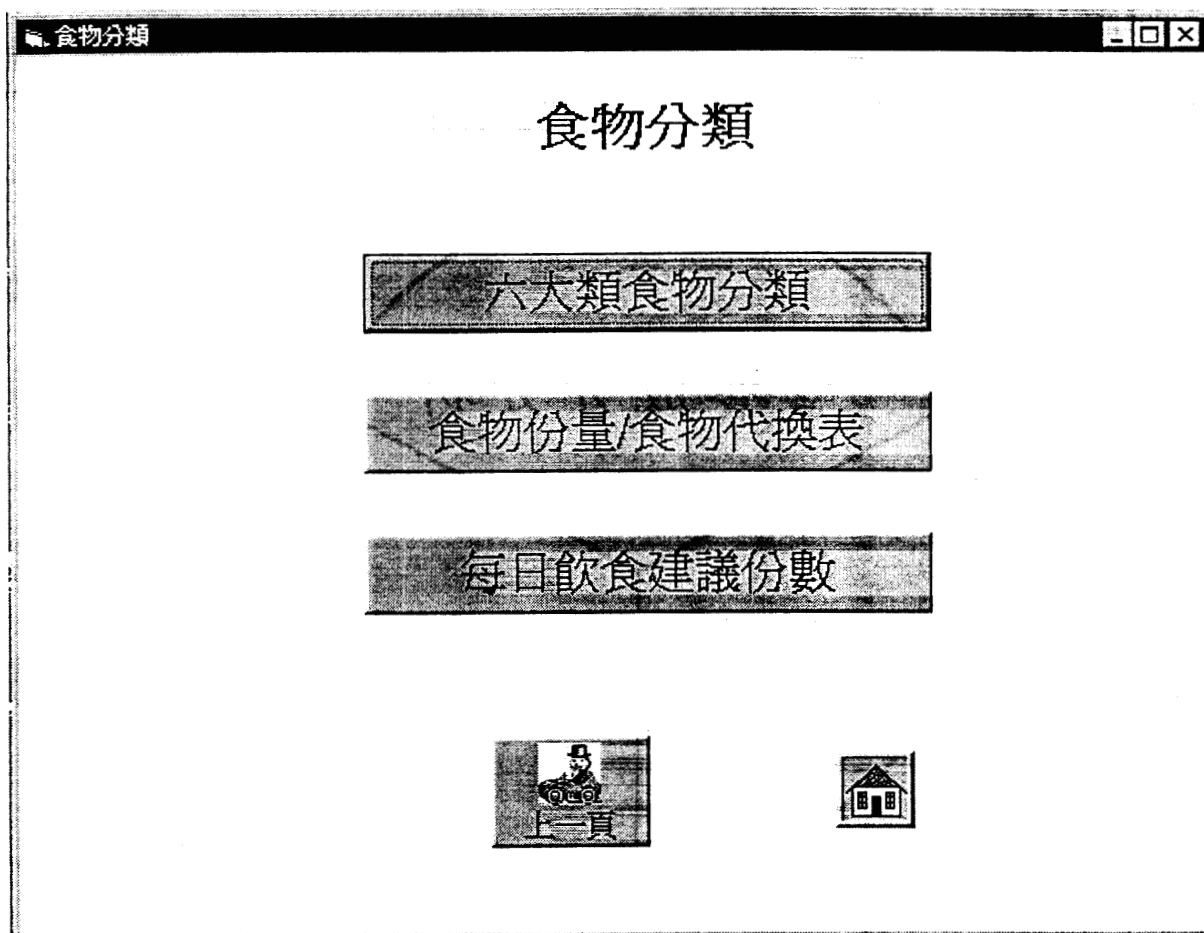 食物分類
食物分類
六大類食物分類
食物份量/食物代換表
每日飲食建議份數
上一頁